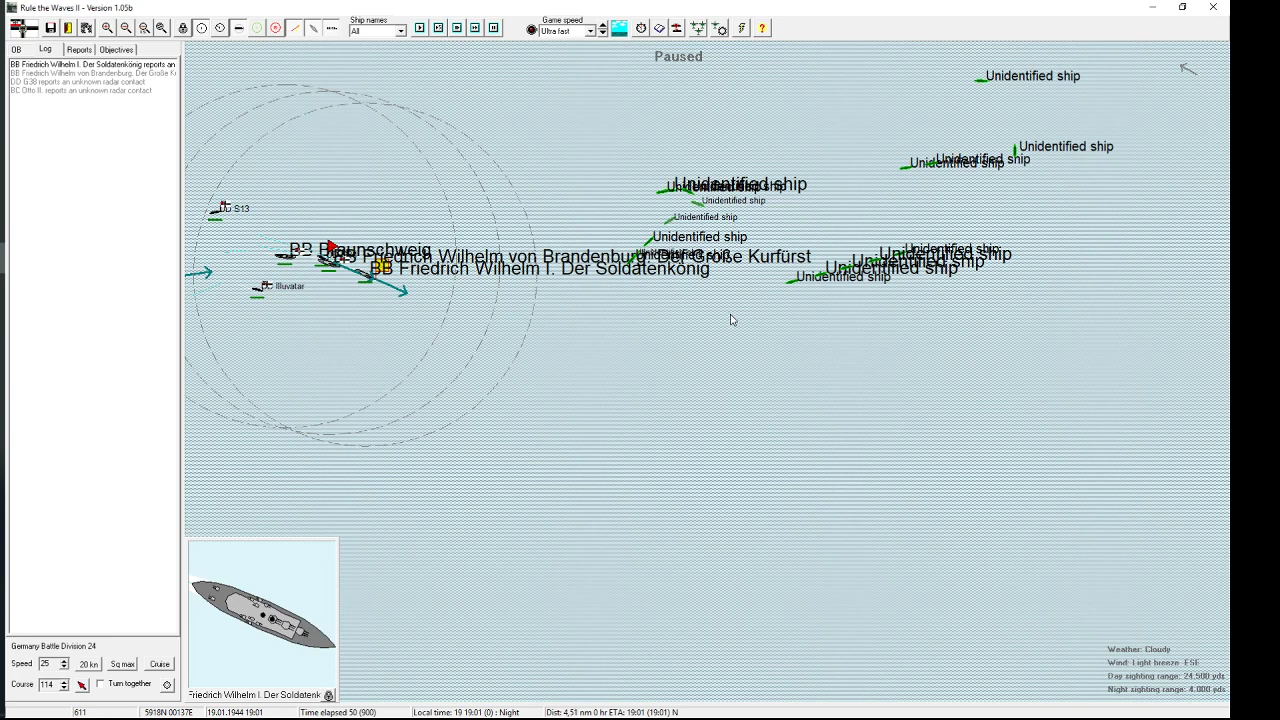 Rule the Waves II - Version 1.05b
Ship names
All
Game speed
Ultra fast
OB Log Reports Objectives
BB Friedrich Wilhelm I. Der Soldatenkönig reports an
BB Friedrich Wilhelm von Brandenburg. Der Große K
DD G38 reports an unknown radar contact
BC Otto II. reports an unknown radar contact
Paused
Unidentified ship
Unidentified ship
Unidentified ship
Unidentified ship
Unidentified ship
Unidentified ship
Unidentified ship
Unidentified ship
DD S13
BB Braunschweig
Friedrich Wilhelm von Brandenburg. Der Große Kurfürst
BB Friedrich Wilhelm I. Der Soldatenkönig
Unidentified ship
Unidentified ship
Unidentified ship
Unidentified ship
Unidentified ship
Unidentified ship
Illuvatar
Germany Battle Division 24
Speed 25 20 kn Sq max Cruise
Course 114 Turn together
Friedrich Wilhelm I. Der Soldatenk
Weather: Cloudy
Wind: Light breeze ESE
Day sighting range: 24.500 yds
Night sighting range: 4.000 yds
611 5918N 00137E 19.01.1944 19:01 Time elapsed 50 (900) Local time: 19 19:01 (0) : Night Dist: 4,51 nm 0 hr ETA: 19:01 (19:01) N